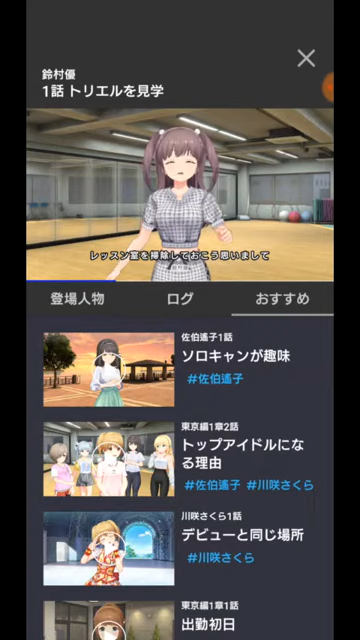 鈴村優
1話 トリエルを見学
レッスン室を掃除しておこう思いまして
登場人物
ログ
おすすめ
佐伯遙子1話
ソロキャンが趣味
#佐伯遙子
東京編1章2話
トップアイドルにな
る理由
#佐伯遙子 #川咲さくら
川咲さくら1話
デビューと同じ場所
#川咲さくら
東京編1章1話
出勤初日